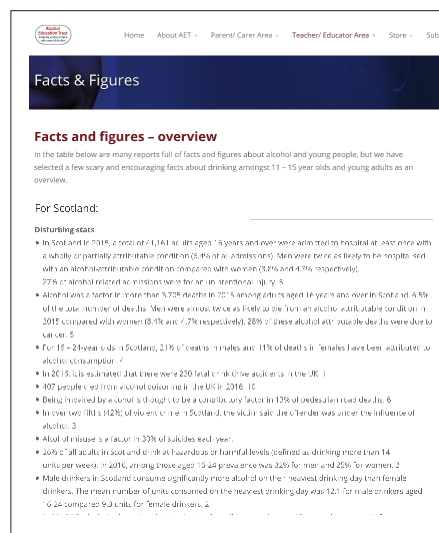 Alcohol
Education Trust
Home About AET Parent/ Carer Area Teacher/ Educator Area Store Sub
Facts & Figures
Facts and figures – overview
In the table below are many reports full of facts and figures about alcohol and young people, but we have
selected a few scary and encouraging facts about drinking amongst 11 – 15 year olds and young adults as an
overview.
For Scotland:
Disturbing stats
In Scotland in 2015, a total of 41,161 adults aged 16 years and over were admitted to hospital at least once with
a wholly or partially attributable condition (6.4% of all admissions). Men were twice as likely to be hospitalised
with an alcohol-attributable condition compared with women
27% of alcohol related admissions were for an unintentional injury. 5
Alcohol was a factor in more than 3,705 deaths in 2015 among adults aged 16 years and over in Scotland. 6.5%
of the total number of deaths. Men were almost twice as likely to die from an alcohol attributable condition in
2015 compared with women (8.4% and 4.7% respectively). 28% of these alcohol attributable deaths were due to
cancer. 5
For 16 – 24-year olds in Scotland, 21% of deaths in males and 11% of deaths in females have been attributed to
alcohol consumption. 4
In 2016, it is estimated that there were 220 fatal drink drive accidents in the UK. 1
407 people died from alcohol poisoning in the UK in 2016. 10
Being impaired by alcohol is thought to be a contributory factor in 13% of pedestrian road deaths. 6
In over two fifths (42%) of violent crime in Scotland, the victim said the offender was under the influence of
alcohol. 3
Alcohol misuse is a factor in 30% of suicides each year.
26% of all adults in Scotland drink at hazardous or harmful levels (defined as drinking more than 14
units per week). In 2016, among those aged 16-24 prevalence was 32% for men and 25% for women. 2
Male drinkers in Scotland consume significantly more alcohol on their heaviest drinking day than female
drinkers. The mean number of units consumed on the heaviest drinking day was 12.1 for male drinkers aged
16-24 compared 9.3 units for female drinkers. 2